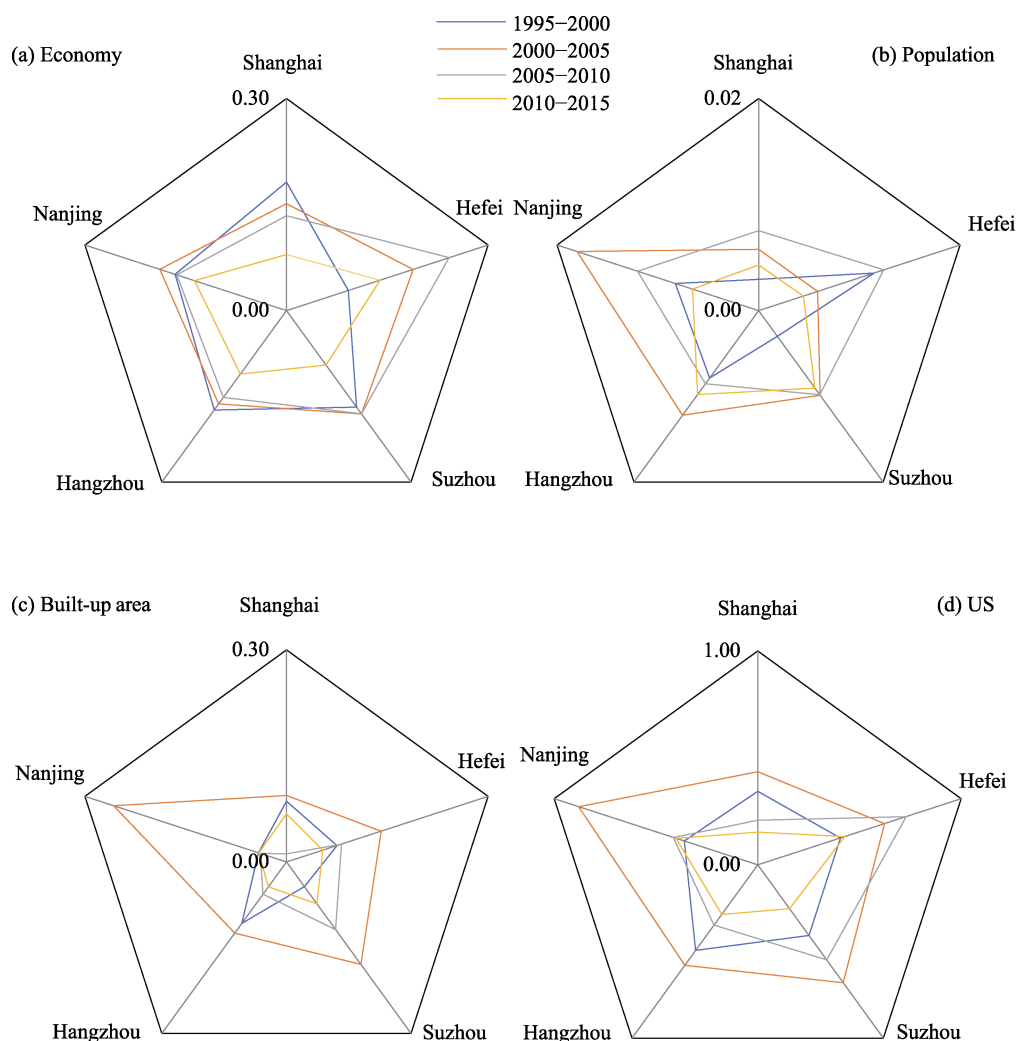 1995−2000
2000−2005
2005−2010
2010−2015
(a) Economy
Shanghai
0.30
Nanjing
Hefei
0.00
Hangzhou
Suzhou
(b) Population
Shanghai
0.02
Nanjing
Hefei
0.00
Hangzhou
Suzhou
(c) Built-up area
Shanghai
0.30
Nanjing
Hefei
0.00
Hangzhou
Suzhou
(d) US
Shanghai
1.00
Nanjing
Hefei
0.00
Hangzhou
Suzhou